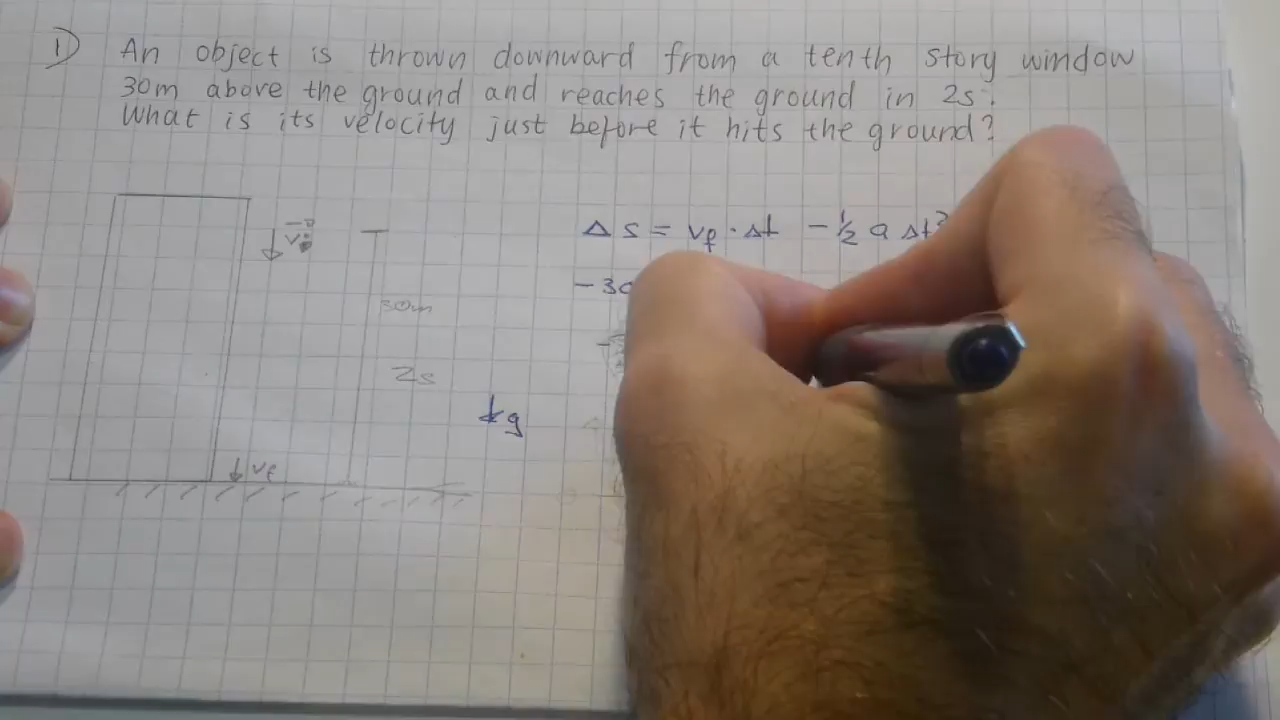 1) An object is thrown downward from a tenth story window
30m above the ground and reaches the ground in 2s.
What is its velocity just before it hits the ground?
Δs = vf · Δt - ½ a Δt²
-30
30m
2s
g
vf